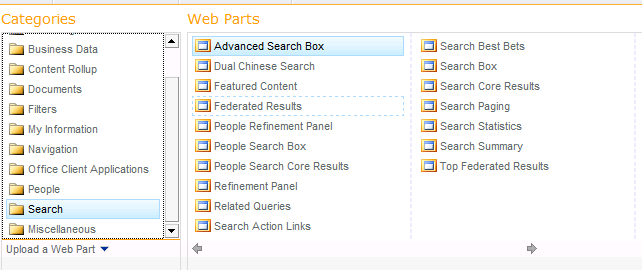 Categories
Business Data
Content Rollup
Documents
Filters
My Information
Navigation
Office Client Applications
People
Search
Miscellaneous
Upload a Web Part
Web Parts
Advanced Search Box
Dual Chinese Search
Featured Content
Federated Results
People Refinement Panel
People Search Box
People Search Core Results
Refinement Panel
Related Queries
Search Action Links
Search Best Bets
Search Box
Search Core Results
Search Paging
Search Statistics
Search Summary
Top Federated Results